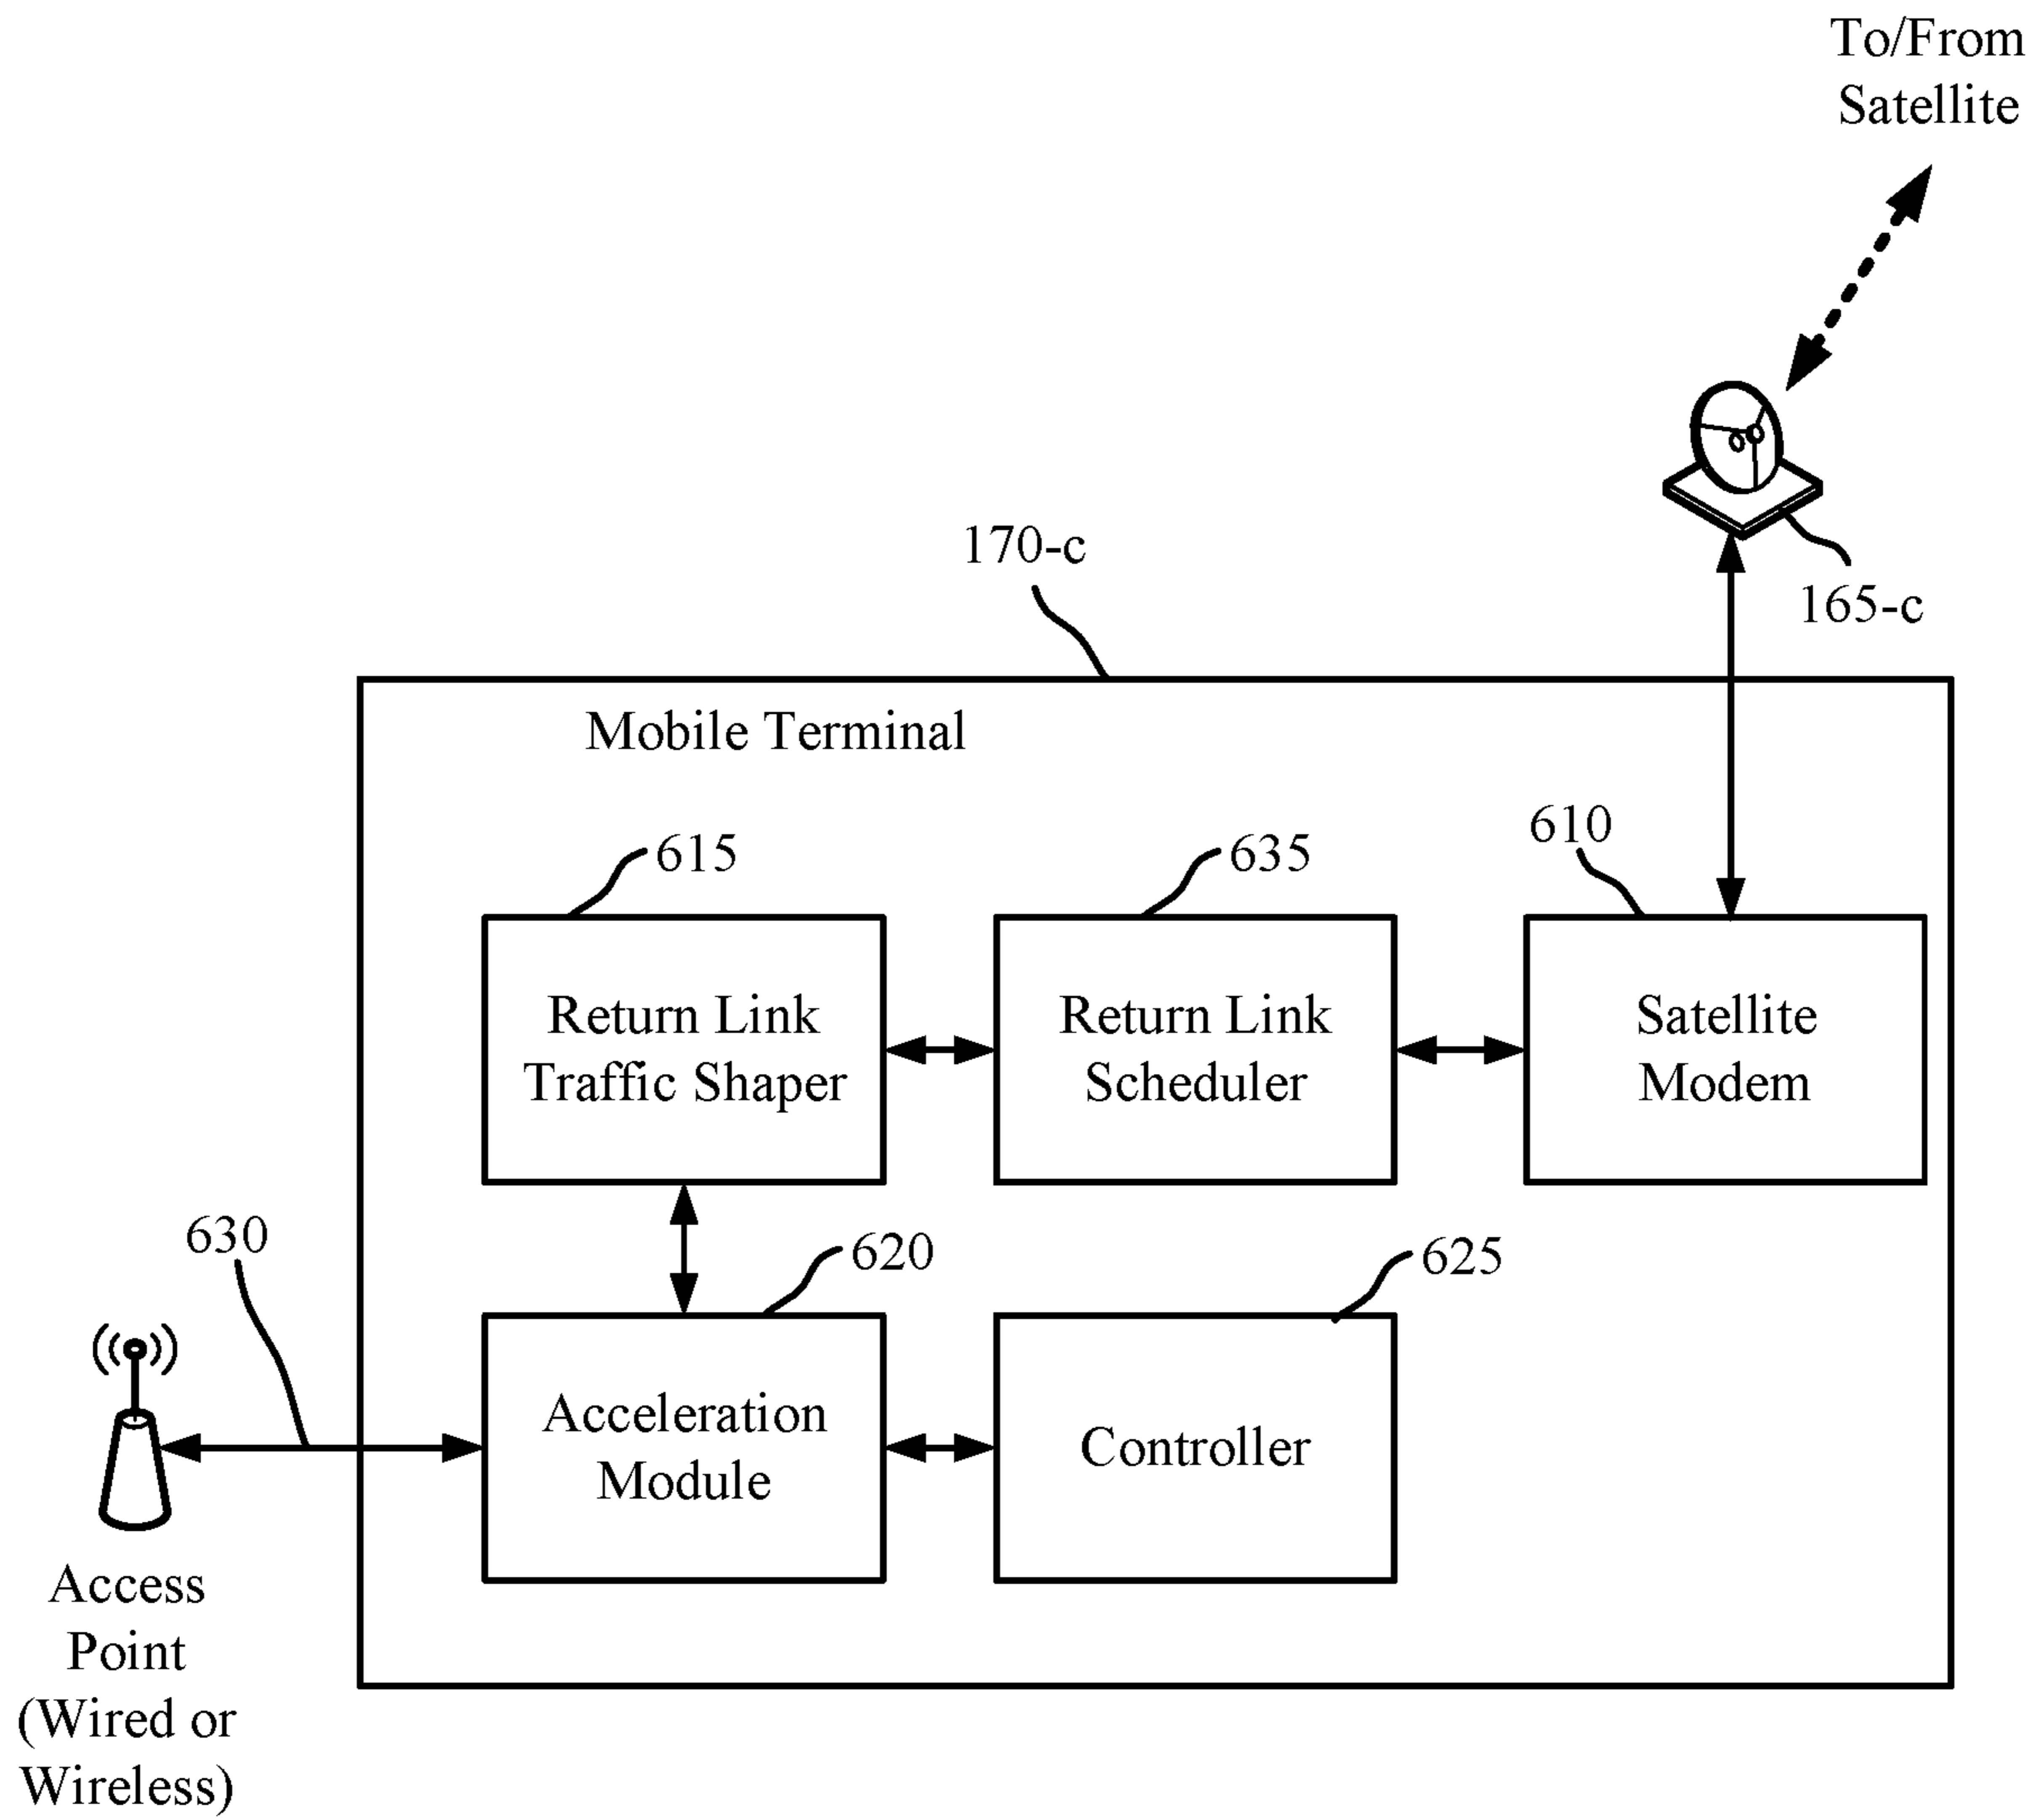 To/From
Satellite
170-c
165-c
Mobile Terminal
615
635
610
Return Link
Traffic Shaper
Return Link
Scheduler
Satellite
Modem
630
620
625
Acceleration
Module
Controller
Access
Point
(Wired or
Wireless)